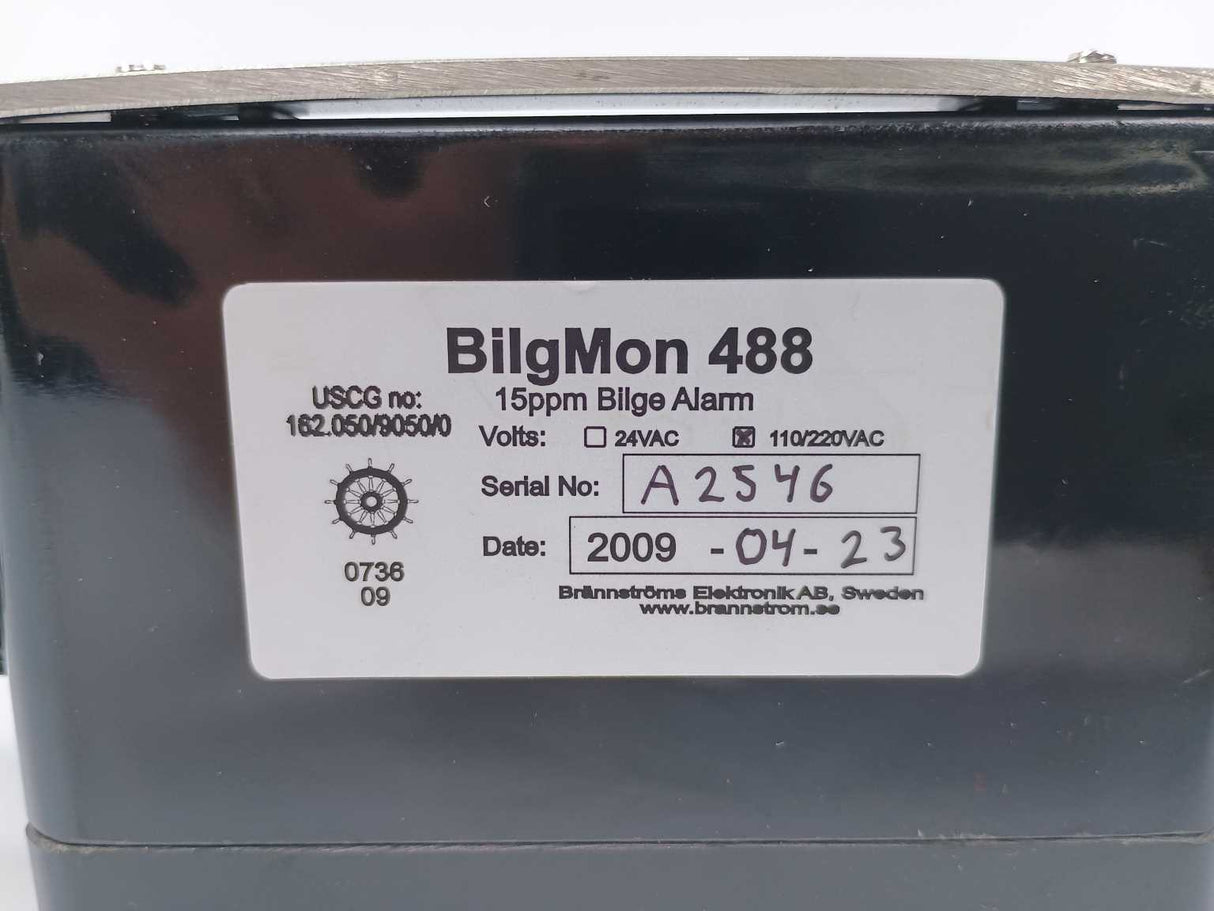 BilgMon 488
USCG no:
162.050/9050/0
15ppm Bilge Alarm
Volts: ☐ 24VAC ☒ 110/220VAC
Serial No: A2546
Date: 2009 -04-23
0736
09
Brännströms Elektronik AB, Sweden
www.brannstrom.se